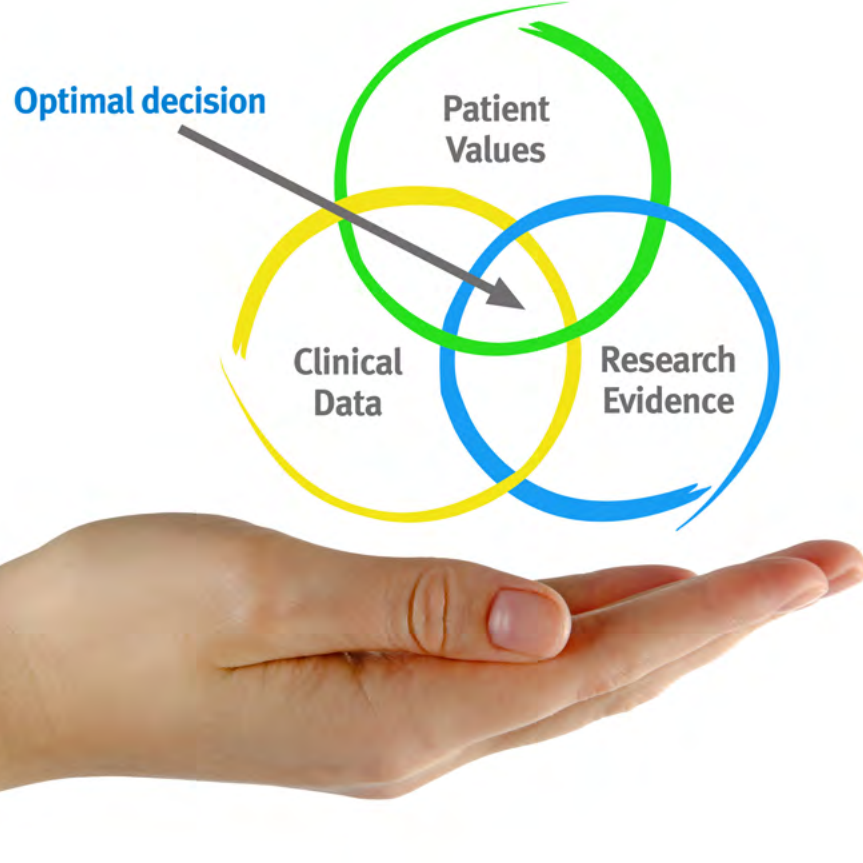 Optimal decision
Patient
Values
Clinical
Data
Research
Evidence